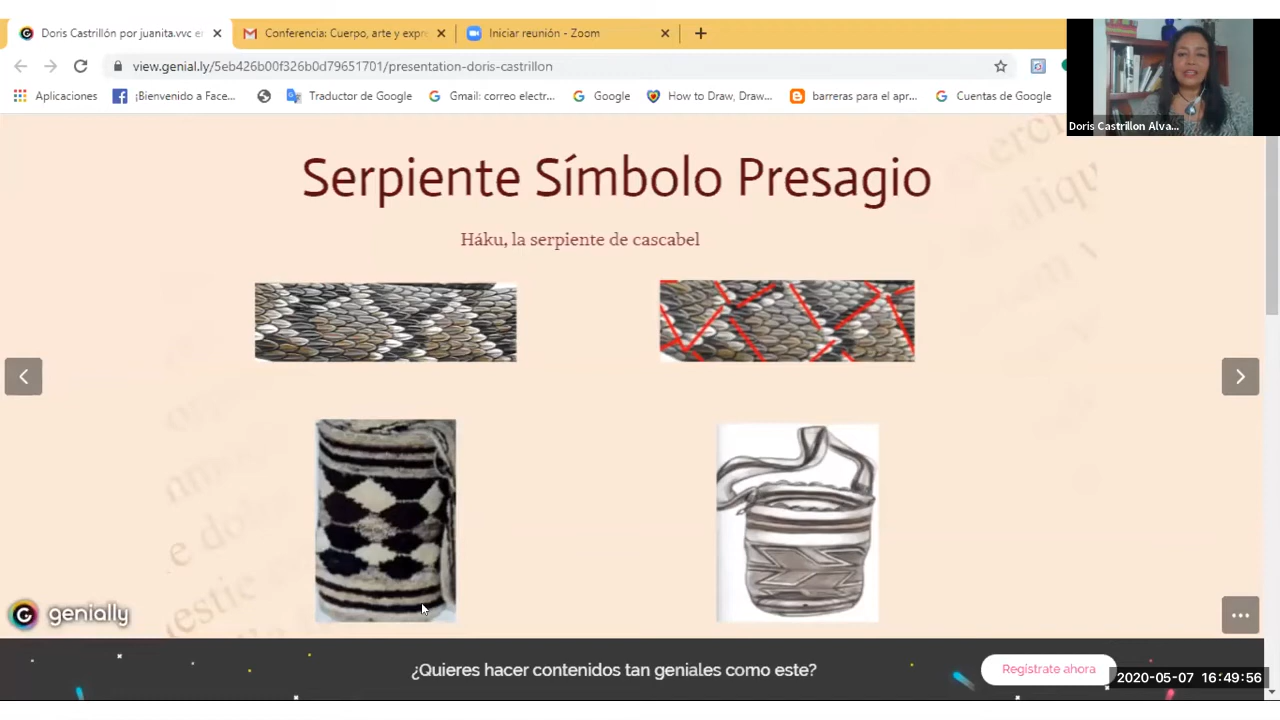 Doris Castrillón por juanita.vvc en
Conferencia: Cuerpo, arte y expre
Iniciar reunión - Zoom
view.genial.ly/5eb426b00f326b0d79651701/presentation-doris-castrillon
Aplicaciones
¡Bienvenido a Face...
Traductor de Google
Gmail: correo electr...
Google
How to Draw, Draw...
barreras para el apr...
Cuentas de Google
Doris Castrillon Alva...
Serpiente Símbolo Presagio
Háku, la serpiente de cascabel
genially
¿Quieres hacer contenidos tan geniales como este?
Regístrate ahora
2020-05-07 16:49:56